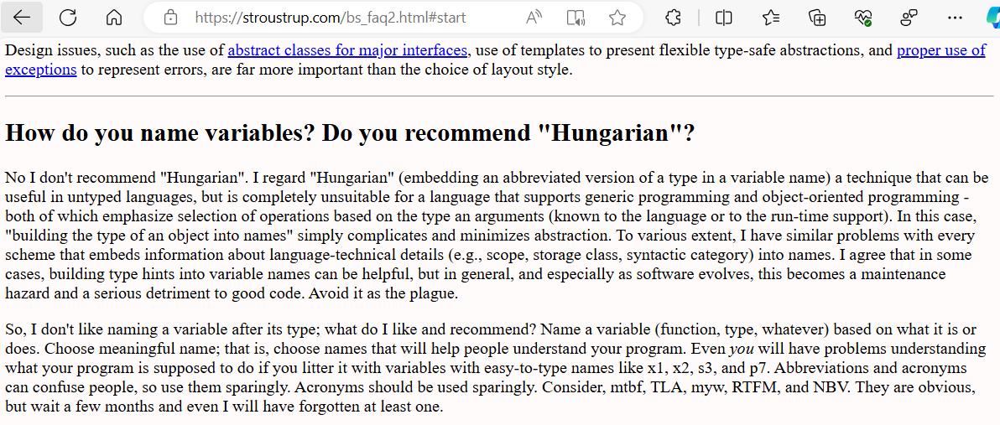 https://stroustrup.com/bs_faq2.html#start
Design issues, such as the use of abstract classes for major interfaces, use of templates to present flexible type-safe abstractions, and proper use of
exceptions to represent errors, are far more important than the choice of layout style.
How do you name variables? Do you recommend "Hungarian"?
No I don't recommend "Hungarian". I regard "Hungarian" (embedding an abbreviated version of a type in a variable name) a technique that can be
useful in untyped languages, but is completely unsuitable for a language that supports generic programming and object-oriented programming -
both of which emphasize selection of operations based on the type an arguments (known to the language or to the run-time support). In this case,
"building the type of an object into names" simply complicates and minimizes abstraction. To various extent, I have similar problems with every
scheme that embeds information about language-technical details (e.g., scope, storage class, syntactic category) into names. I agree that in some
cases, building type hints into variable names can be helpful, but in general, and especially as software evolves, this becomes a maintenance
hazard and a serious detriment to good code. Avoid it as the plague.
So, I don't like naming a variable after its type; what do I like and recommend? Name a variable (function, type, whatever) based on what it is or
does. Choose meaningful name; that is, choose names that will help people understand your program. Even you will have problems understanding
what your program is supposed to do if you litter it with variables with easy-to-type names like x1, x2, s3, and p7. Abbreviations and acronyms
can confuse people, so use them sparingly. Acronyms should be used sparingly. Consider, mtbf, TLA, myw, RTFM, and NBV. They are obvious,
but wait a few months and even I will have forgotten at least one.